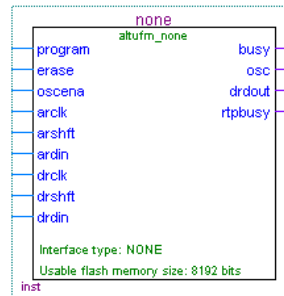 none
altufm_none
program busy
erase osc
oscena drdout
arclk rtpbusy
arshft
ardin
drclk
drshft
drdin
Interface type: NONE
Usable flash memory size: 8192 bits
inst